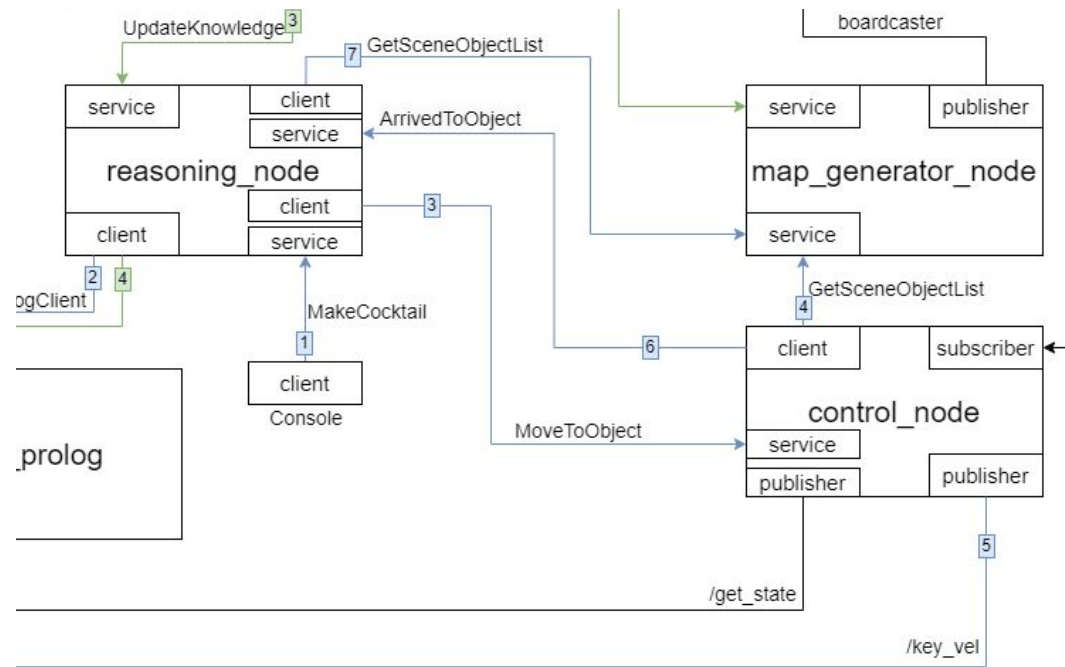 UpdateKnowledge
3
boardcaster
7
GetSceneObjectList
service
client
service
publisher
service
ArrivedToObject
reasoning_node
map_generator_node
client
3
client
service
service
2
4
ogClient
GetSceneObjectList
MakeCocktail
4
1
6
client
subscriber
client
Console
control_node
MoveToObject
service
_prolog
publisher
publisher
5
/get_state
/key_vel